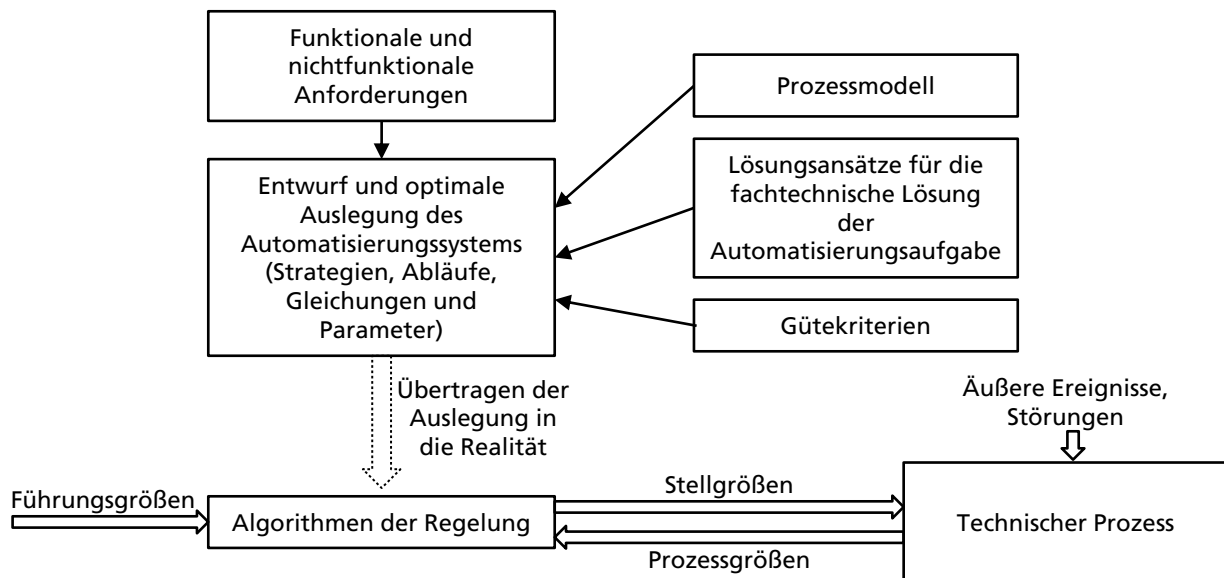 Funktionale und
nichtfunktionale
Anforderungen
Prozessmodell
Entwurf und optimale
Auslegung des
Automatisierungssystems
(Strategien, Abläufe,
Gleichungen und
Parameter)
Lösungsansätze für die
fachtechnische Lösung
der
Automatisierungsaufgabe
Gütekriterien
Übertragen der
Auslegung in
die Realität
Äußere Ereignisse,
Störungen
Führungsgrößen
Algorithmen der Regelung
Stellgrößen
Prozessgrößen
Technischer Prozess